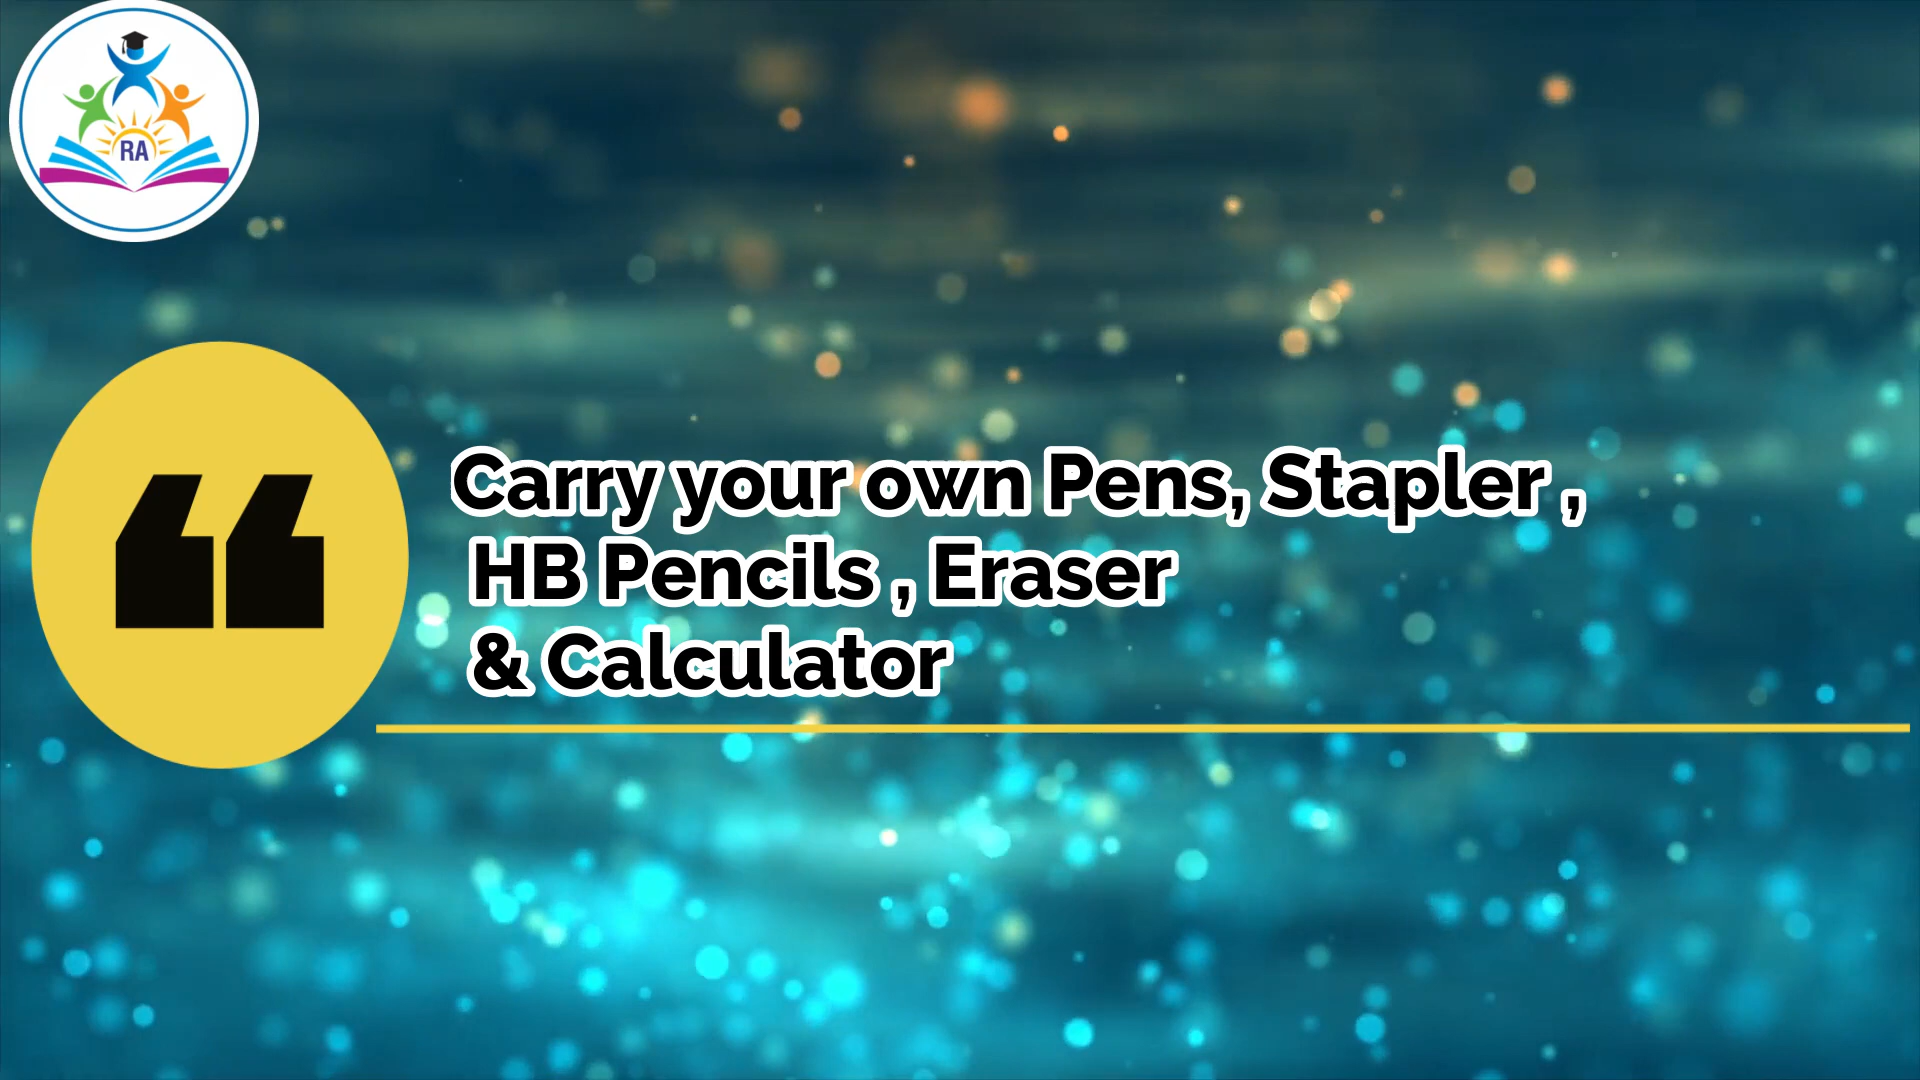 RA
Carry your own Pens, Stapler ,
HB Pencils , Eraser
& Calculator